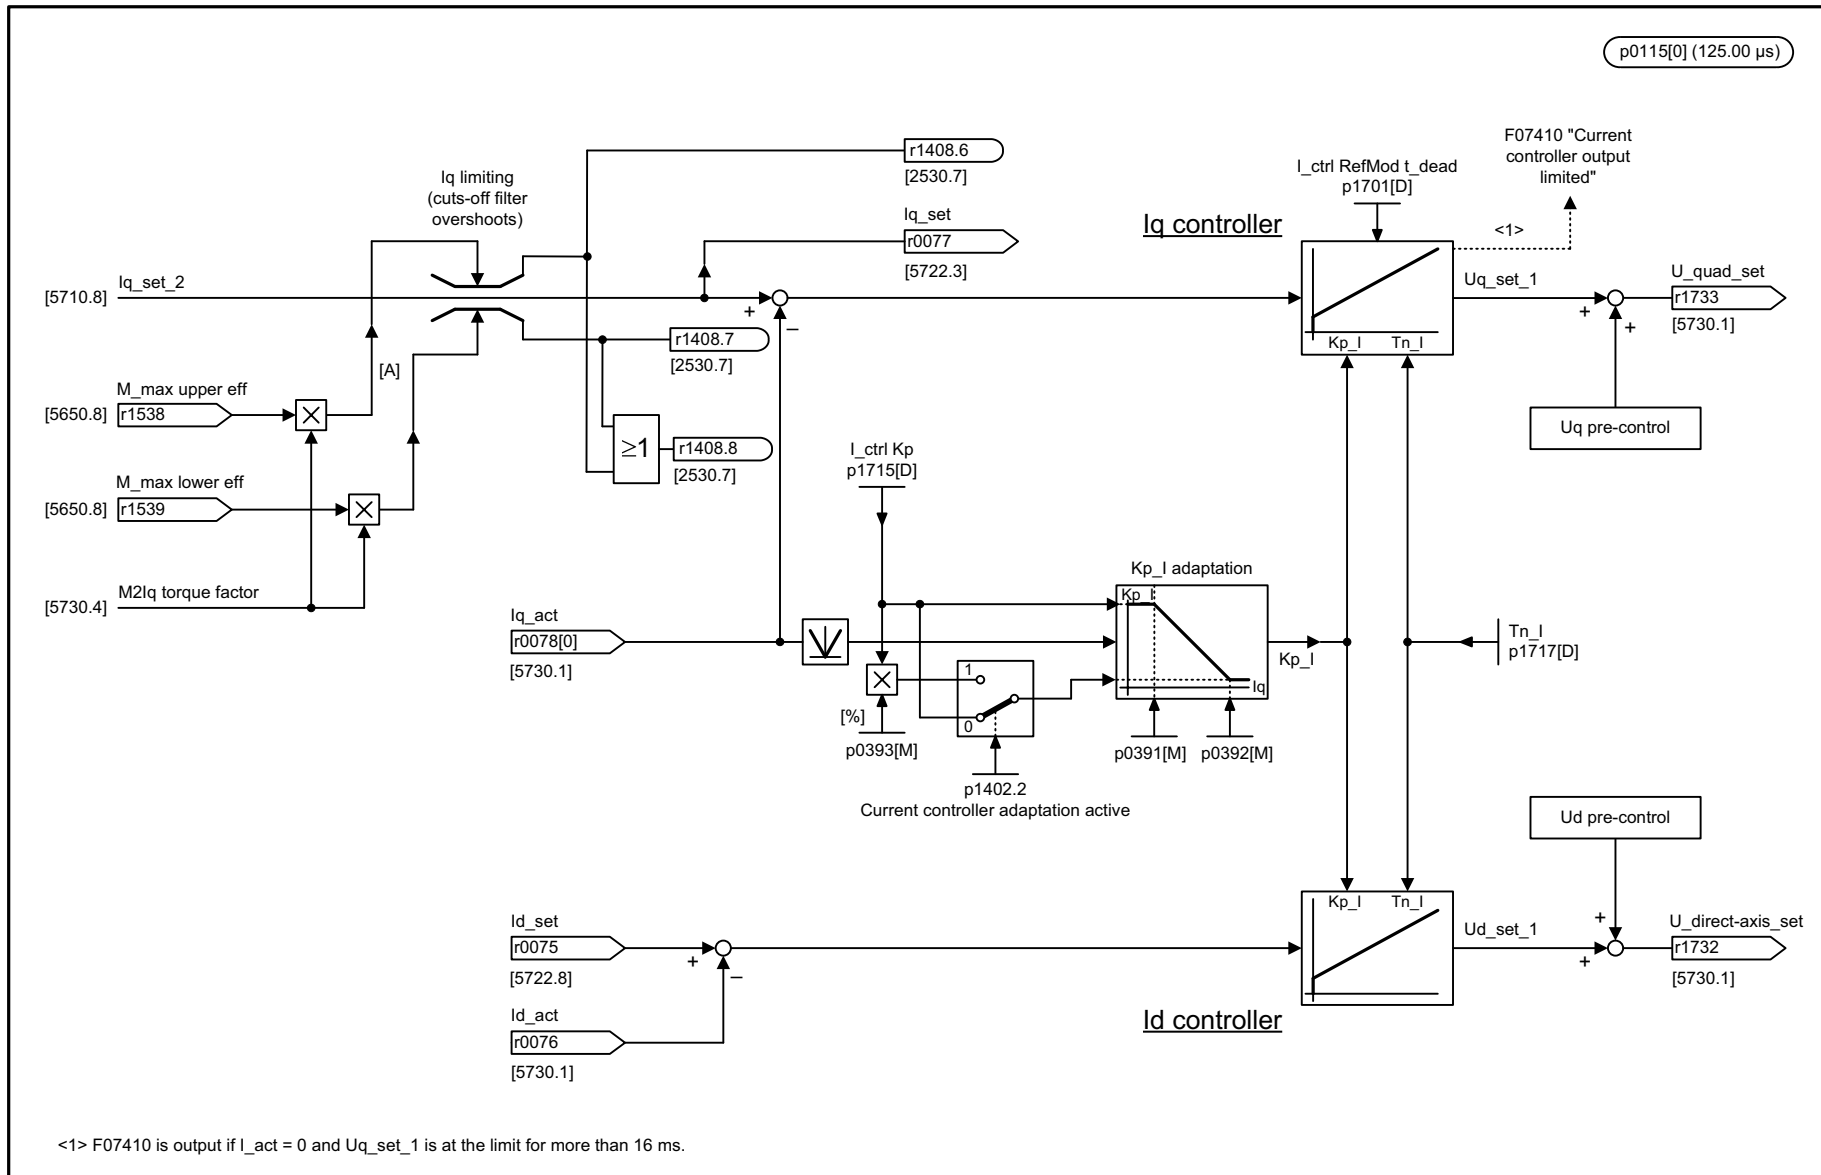 p0115[0] (125.00 µs)
F07410 "Current
controller output
limited"
<1>
r1408.6
[2530.7]
I_ctrl RefMod t_dead
p1701[D]
Iq limiting
(cuts-off filter
overshoots)
Iq_set
r0077
[5722.3]
Iq controller
[5710.8]
Iq_set_2
+
–
Kp_I
Tn_I
Uq_set_1
+
+
U_quad_set
r1733
[5730.1]
r1408.7
[2530.7]
[A]
M_max upper eff
[5650.8]
r1538
Uq pre-control
≥1
r1408.8
[2530.7]
I_ctrl Kp
p1715[D]
M_max lower eff
[5650.8]
r1539
M2Iq torque factor
[5730.4]
Kp_I adaptation
Kp_I
Iq
Iq_act
r0078[0]
[5730.1]
Kp_I
Tn_I
p1717[D]
1
0
[%]
p0393[M]
p0391[M]
p0392[M]
p1402.2
Current controller adaptation active
Ud pre-control
Kp_I
Tn_I
Id_set
r0075
[5722.8]
+
–
Ud_set_1
+
+
U_direct-axis_set
r1732
[5730.1]
Id_act
r0076
[5730.1]
Id controller
<1> F07410 is output if I_act = 0 and Uq_set_1 is at the limit for more than 16 ms.